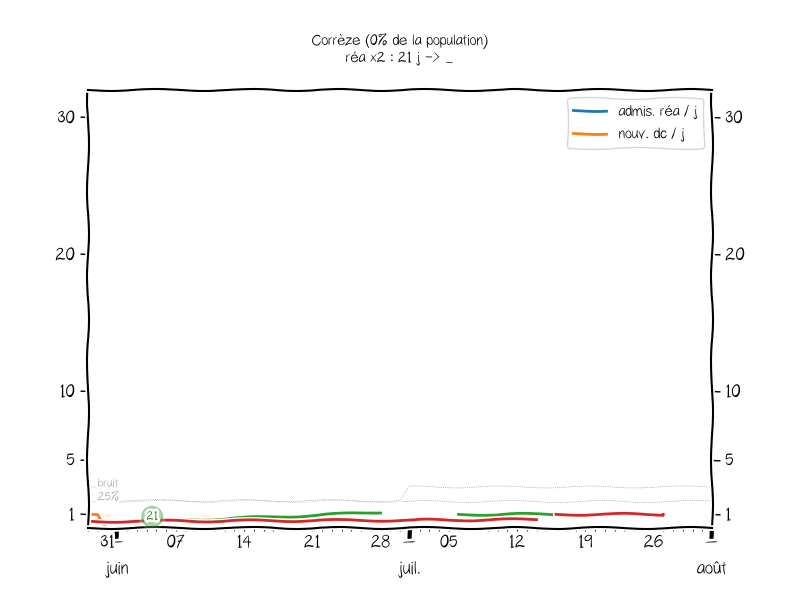 Corrèze (0% de la population)
réa x2 : 21 j -> _
admis. réa / j
nouv. dc / j
30
30
20
20
10
10
5
5
bruit
25%
1
21
1
31 07 14 21 28 05 12 19 26
juin juil. août